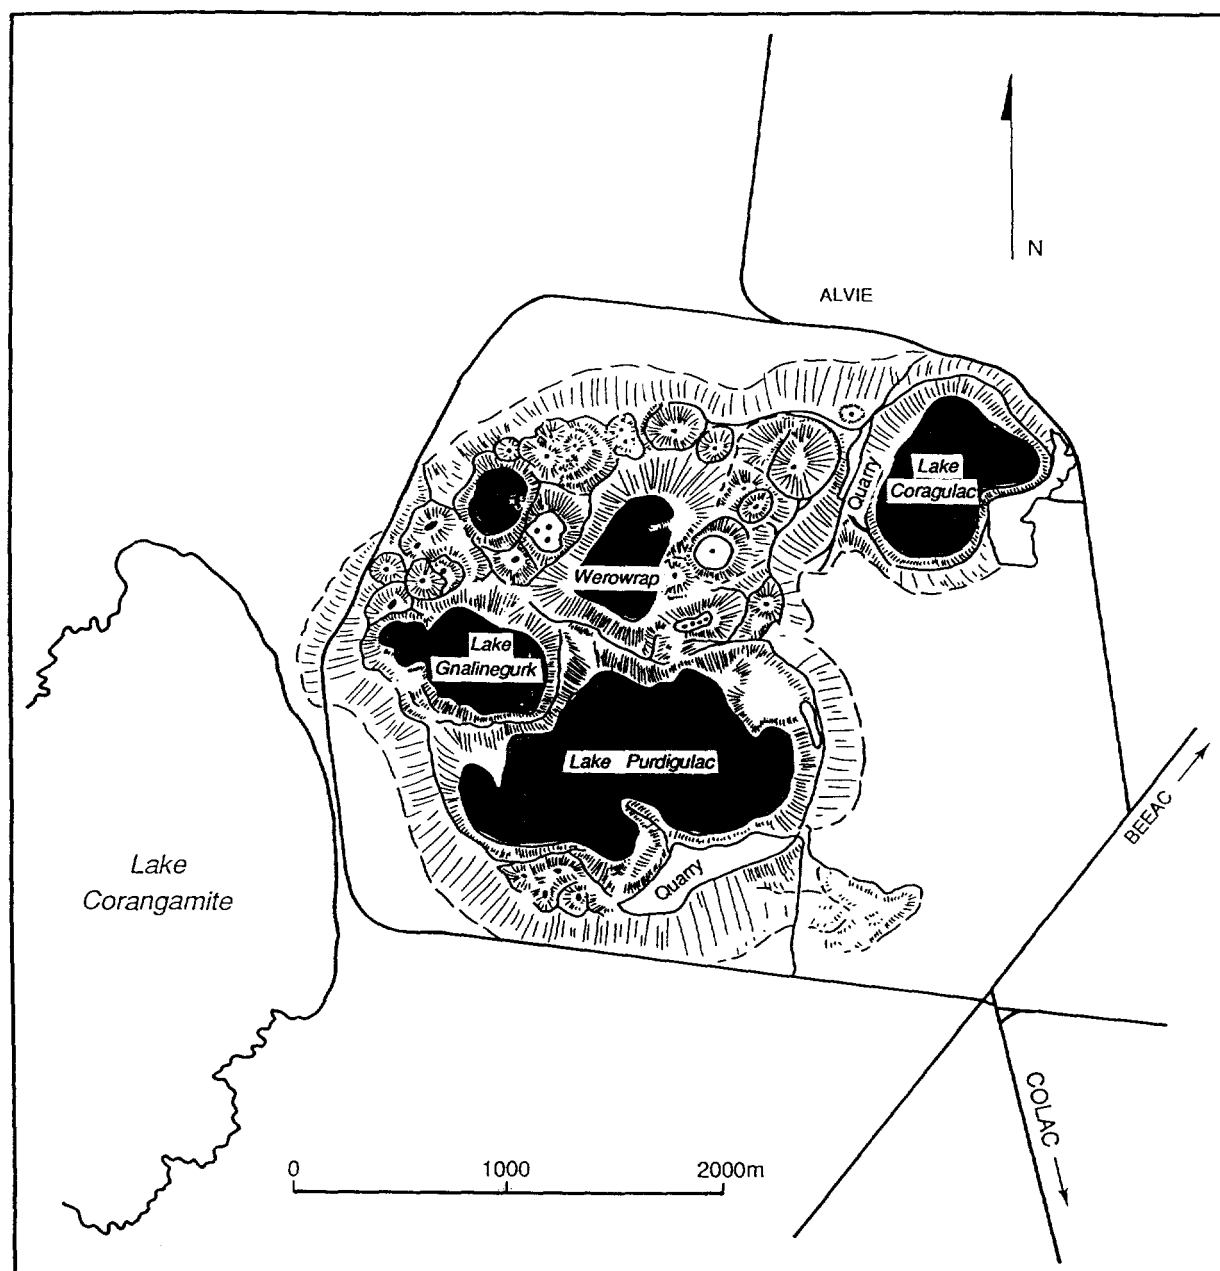 N
ALVIE
Quarry
Lake
Coragulac
Werowrap
Lake
Gnalinegurk
Lake Purdigulac
BEEAC
Lake
Corangamite
Quarry
COLAC
0 1000 2000m